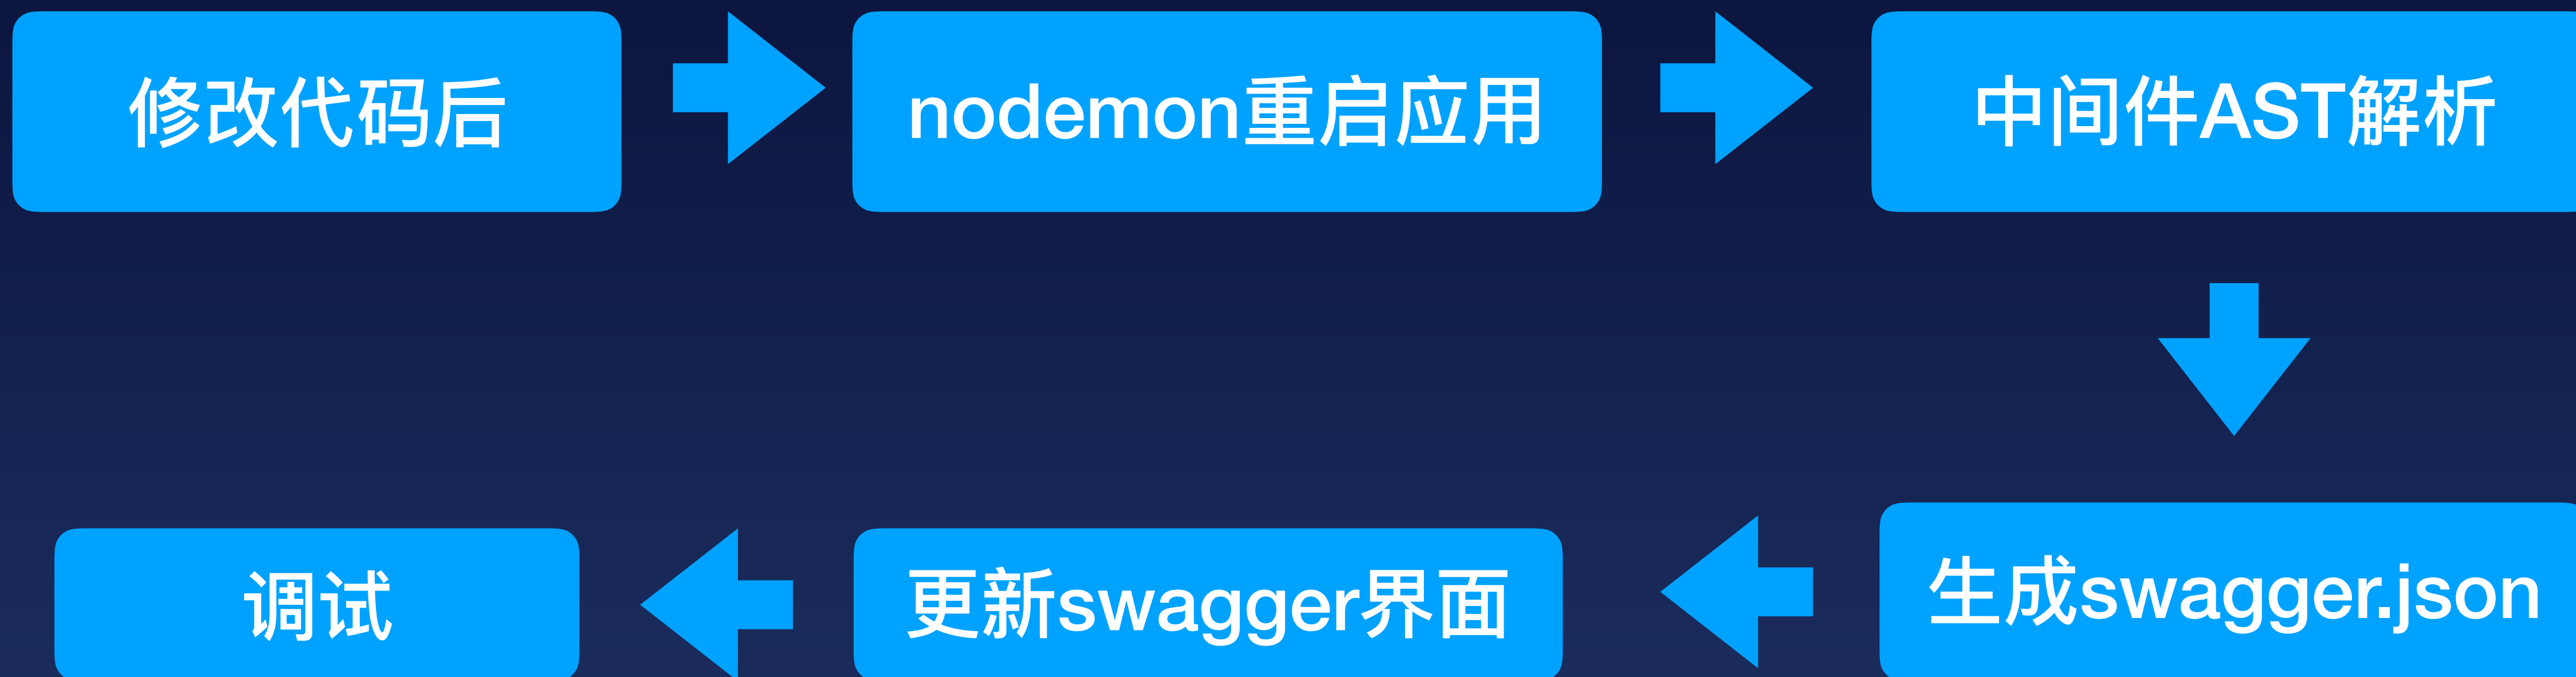 修改代码后
nodemon重启应用
中间件AST解析
生成swagger.json
更新swagger界面
调试